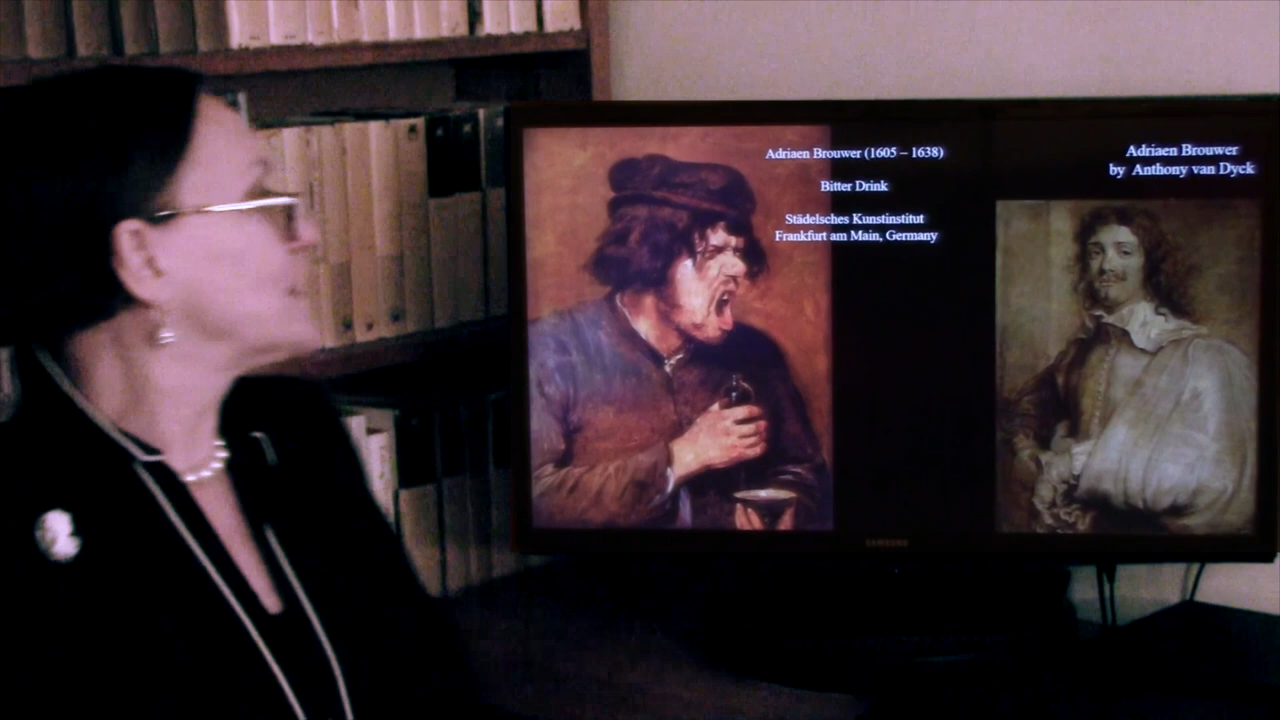 Adriaen Brouwer (1605 – 1638)
Bitter Drink
Städelsches Kunstinstitut
Frankfurt am Main, Germany
Adriaen Brouwer
by Anthony van Dyck
SAMSUNG